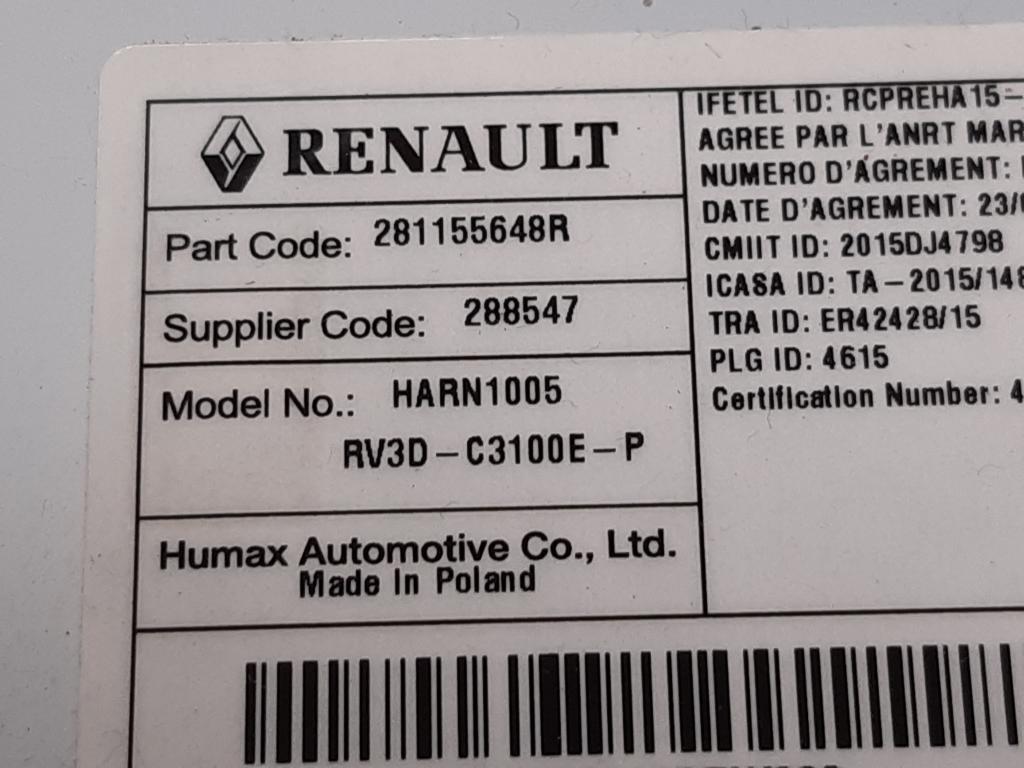 RENAULT
Part Code: 281155648R
Supplier Code: 288547
Model No.: HARN1005
RV3D-C3100E-P
Humax Automotive Co., Ltd.
Made In Poland
IFETEL ID: RCPREHA15-
AGREE PAR L'ANRT MAR
NUMERO D'AGREMENT:
DATE D'AGREMENT: 23/
CMIIT ID: 2015DJ4798
ICASA ID: TA-2015/148
TRA ID: ER42428/15
PLG ID: 4615
Certification Number: 4